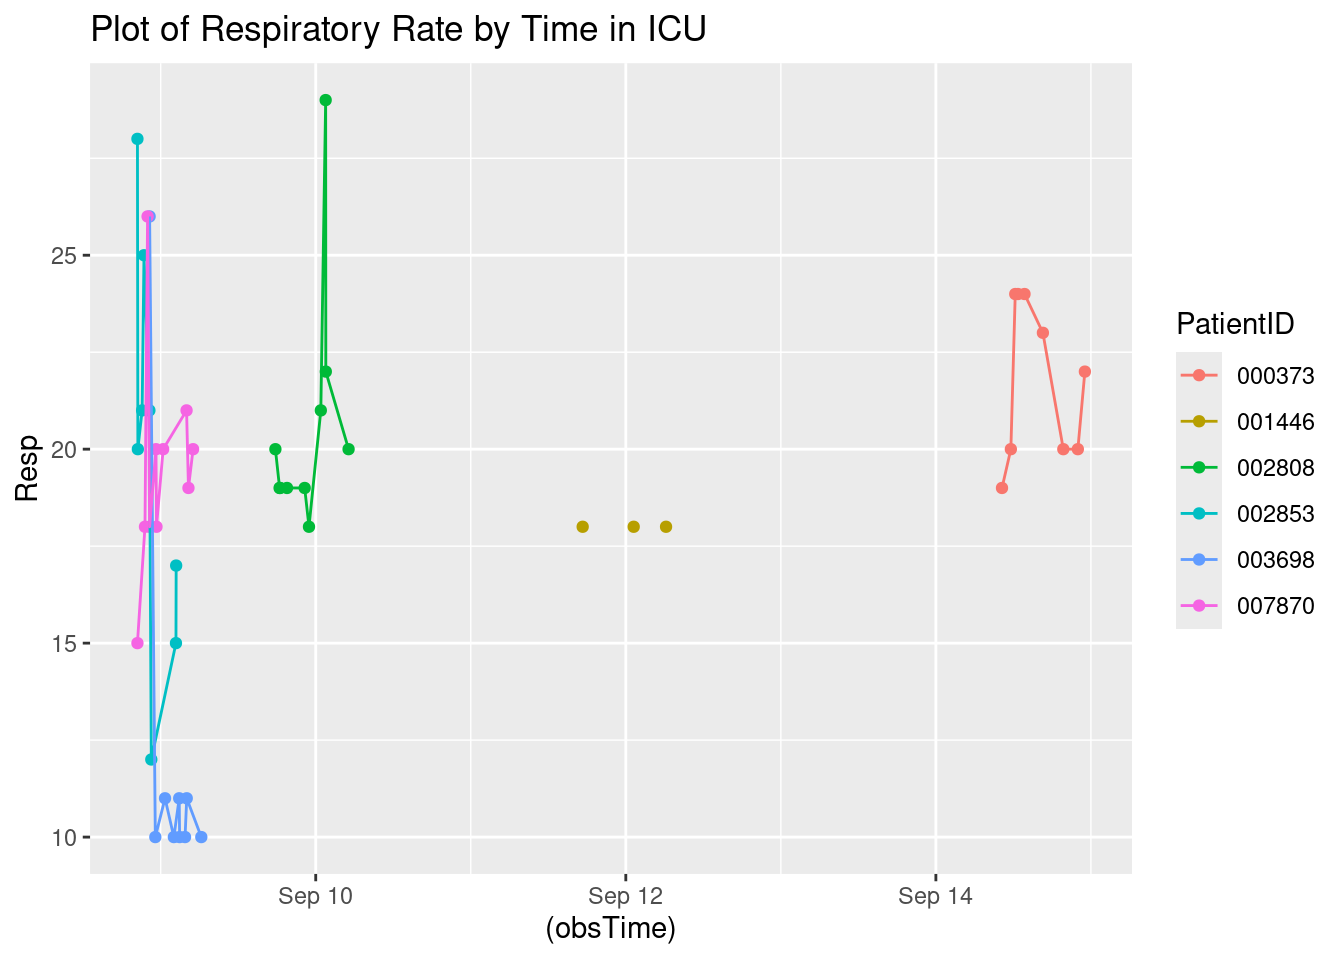 Plot of Respiratory Rate by Time in ICU
Resp
25
20
15
10
Sep 10
Sep 12
Sep 14
(obsTime)
PatientID
000373
001446
002808
002853
003698
007870